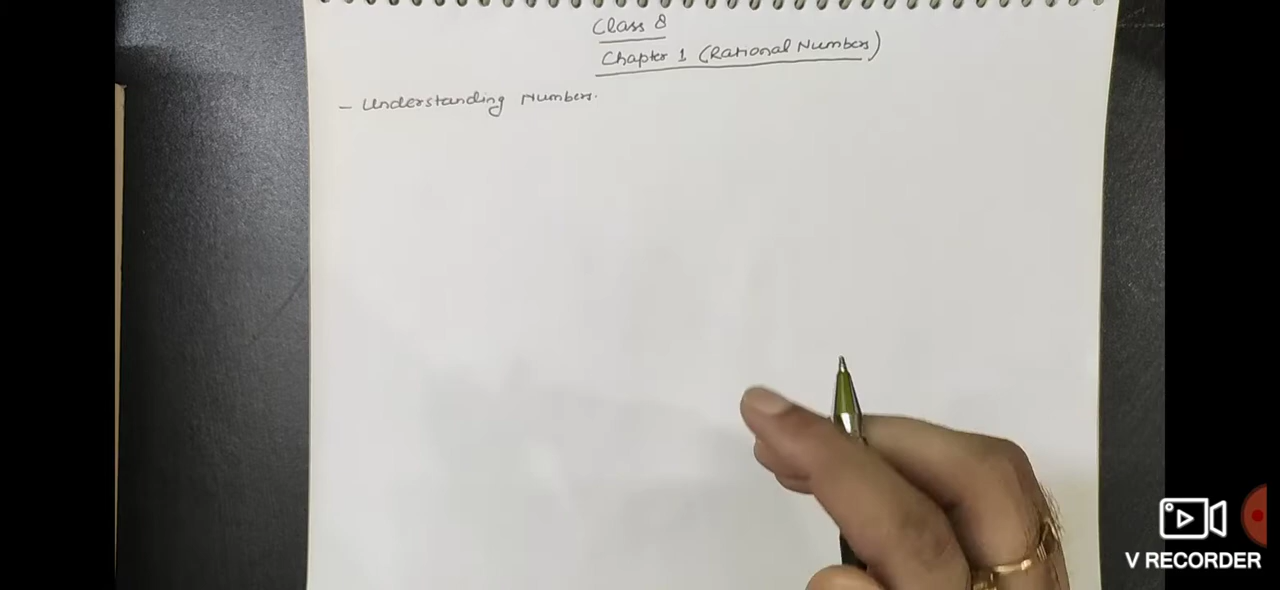 Class 8
Chapter 1 (Rational Numbers)
- Understanding Numbers.
V RECORDER